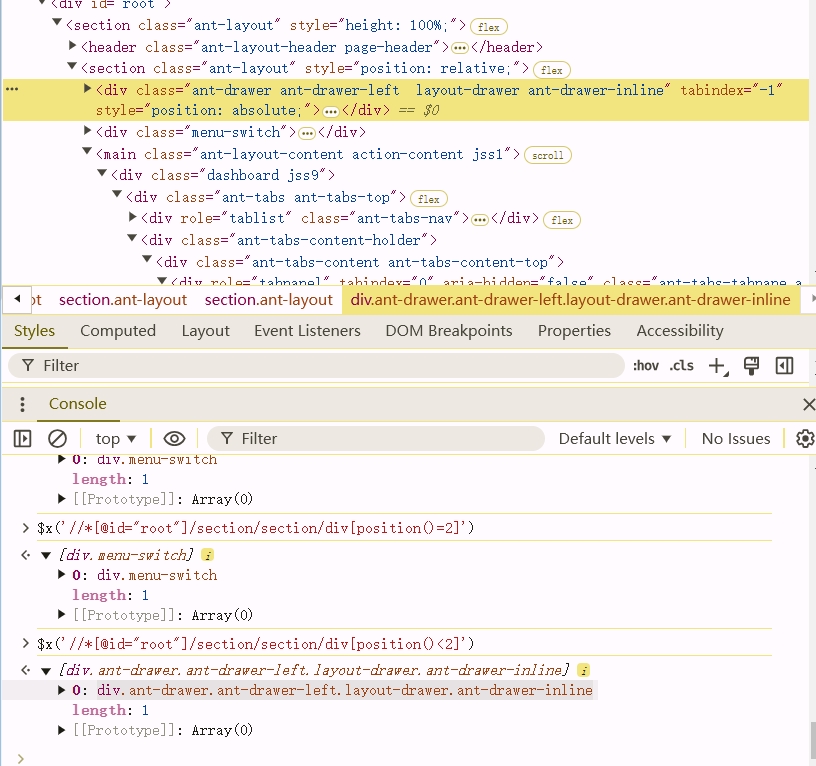 <div id="root">
<section class="ant-layout" style="height: 100%;"> flex
<header class="ant-layout-header page-header">…</header>
<section class="ant-layout" style="position: relative;"> flex
… <div class="ant-drawer ant-drawer-left  layout-drawer ant-drawer-inline" tabindex="-1"
style="position: absolute;">…</div> == $0
<div class="menu-switch">…</div>
<main class="ant-layout-content action-content jss1"> scroll
<div class="dashboard jss9">
<div class="ant-tabs ant-tabs-top"> flex
<div role="tablist" class="ant-tabs-nav">…</div> flex
<div class="ant-tabs-content-holder">
<div class="ant-tabs-content ant-tabs-content-top">
<div role="tabpanel" tabindex="0" aria-hidden="false" class="ant-tabs-tabpane a
ot section.ant-layout section.ant-layout div.ant-drawer.ant-drawer-left.layout-drawer.ant-drawer-inline
Styles Computed Layout Event Listeners DOM Breakpoints Properties Accessibility
Filter :hov .cls
Console
top Filter Default levels No Issues
0: div.menu-switch
length: 1
[[Prototype]]: Array(0)
> $x('//*[@id="root"]/section/section/div[position()=2]')
[div.menu-switch] i
0: div.menu-switch
length: 1
[[Prototype]]: Array(0)
> $x('//*[@id="root"]/section/section/div[position()<2]')
[div.ant-drawer.ant-drawer-left.layout-drawer.ant-drawer-inline] i
0: div.ant-drawer.ant-drawer-left.layout-drawer.ant-drawer-inline
length: 1
[[Prototype]]: Array(0)
>